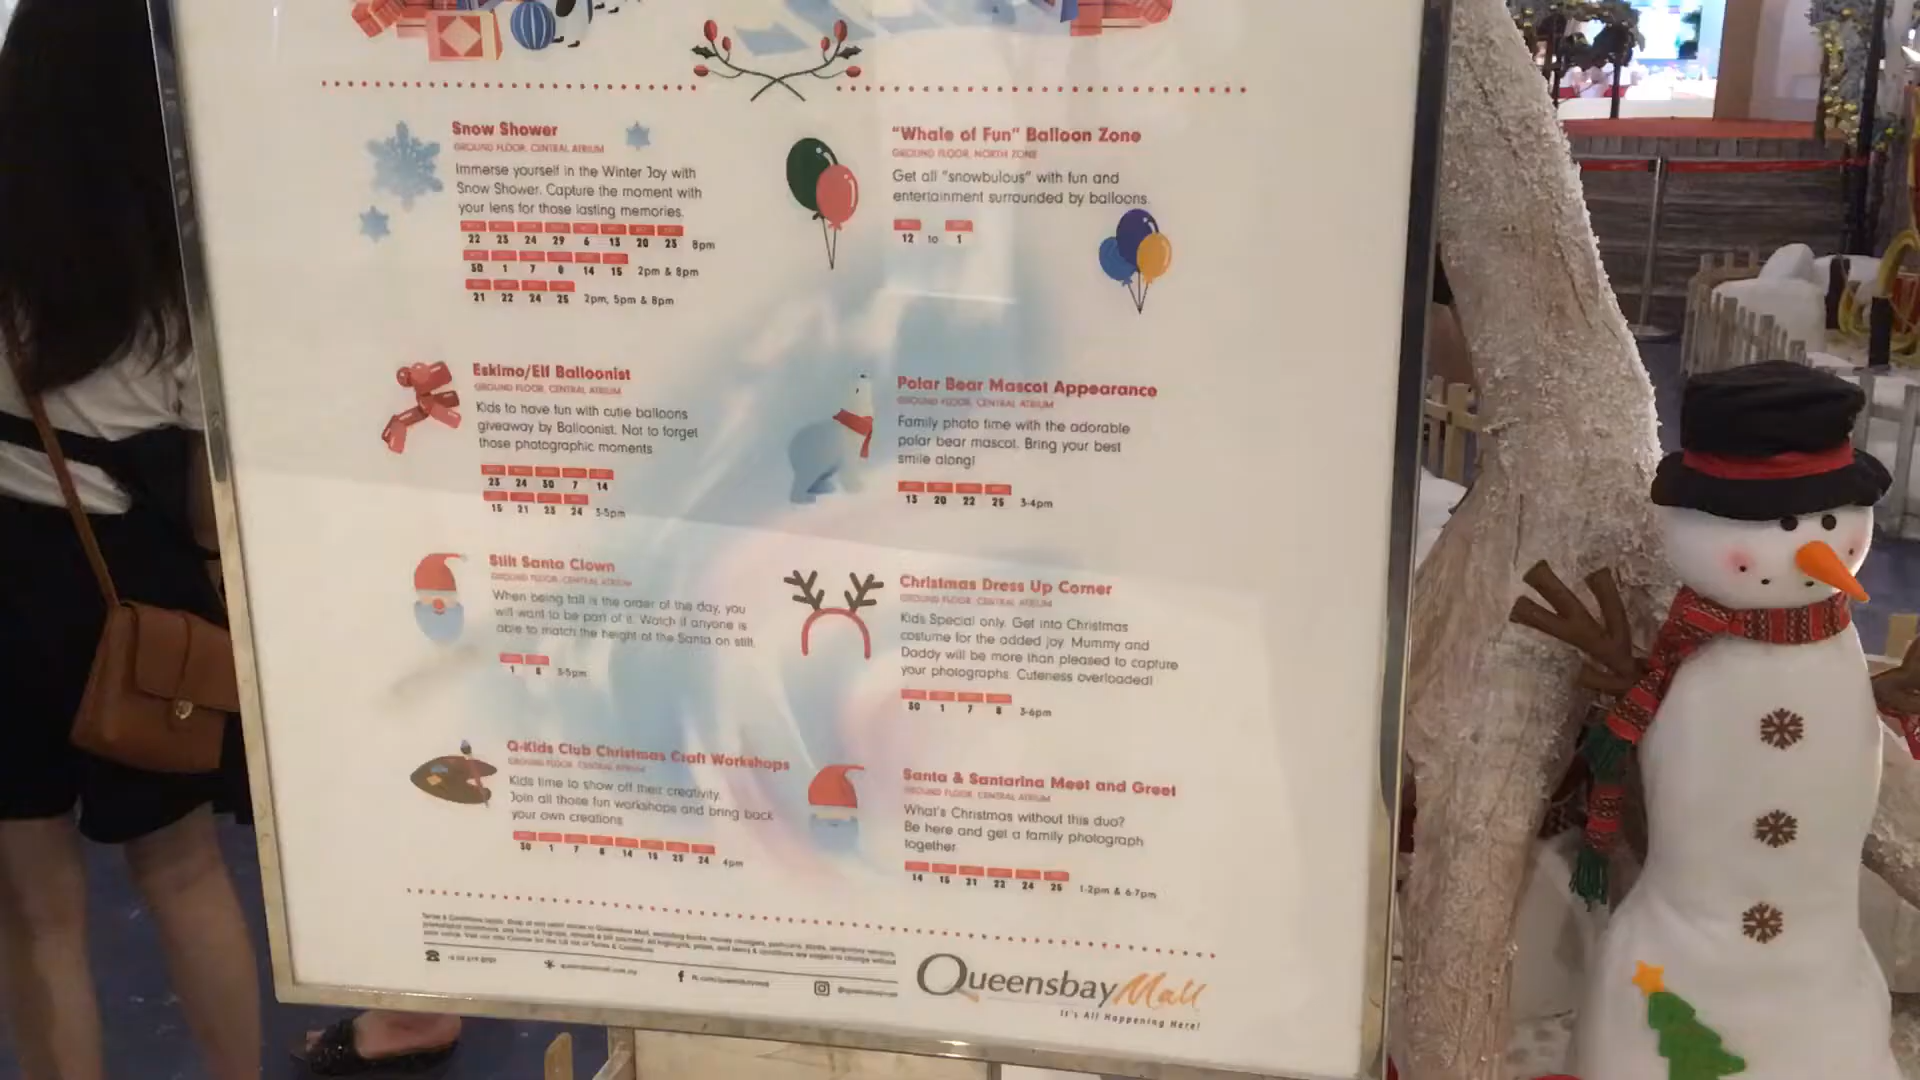 Snow Shower
GROUND FLOOR, CENTRAL ATRIUM
Immerse yourself in the Winter Joy with
Snow Shower. Capture the moment with
your lens for those lasting memories.
22 23 24 29 6 13 20 23 8pm
30 1 7 8 14 15 2pm & 8pm
21 22 24 25 2pm, 5pm & 8pm
"Whale of Fun" Balloon Zone
GROUND FLOOR, NORTH ZONE
Get all "snowbulous" with fun and
entertainment surrounded by balloons.
12 to 1
Eskimo/Elf Balloonist
GROUND FLOOR, CENTRAL ATRIUM
Kids to have fun with cutie balloons
giveaway by Balloonist. Not to forget
those photographic moments
23 24 30 7 14
15 21 23 24 3-5pm
Polar Bear Mascot Appearance
GROUND FLOOR, CENTRAL ATRIUM
Family photo time with the adorable
polar bear mascot. Bring your best
smile along!
13 20 22 25 3-4pm
Stilt Santa Clown
GROUND FLOOR, CENTRAL ATRIUM
When being tall is the order of the day, you
will want to be part of it. Watch if anyone is
able to match the height of the Santa on stilt.
1 8 3-5pm
Christmas Dress Up Corner
GROUND FLOOR, CENTRAL ATRIUM
Kids Special only. Get into Christmas
costume for the added joy. Mummy and
Daddy will be more than pleased to capture
your photographs. Cuteness overloaded!
30 1 7 8 3-6pm
Q-Kids Club Christmas Craft Workshops
GROUND FLOOR, CENTRAL ATRIUM
Kids time to show off their creativity.
Join all those fun workshops and bring back
your own creations
30 1 7 8 14 15 23 24 4pm
Santa & Santarina Meet and Greet
GROUND FLOOR, CENTRAL ATRIUM
What's Christmas without this duo?
Be here and get a family photograph
together
14 15 21 22 24 25 1-2pm & 6-7pm
Queensbay Mall
It's All Happening Here!